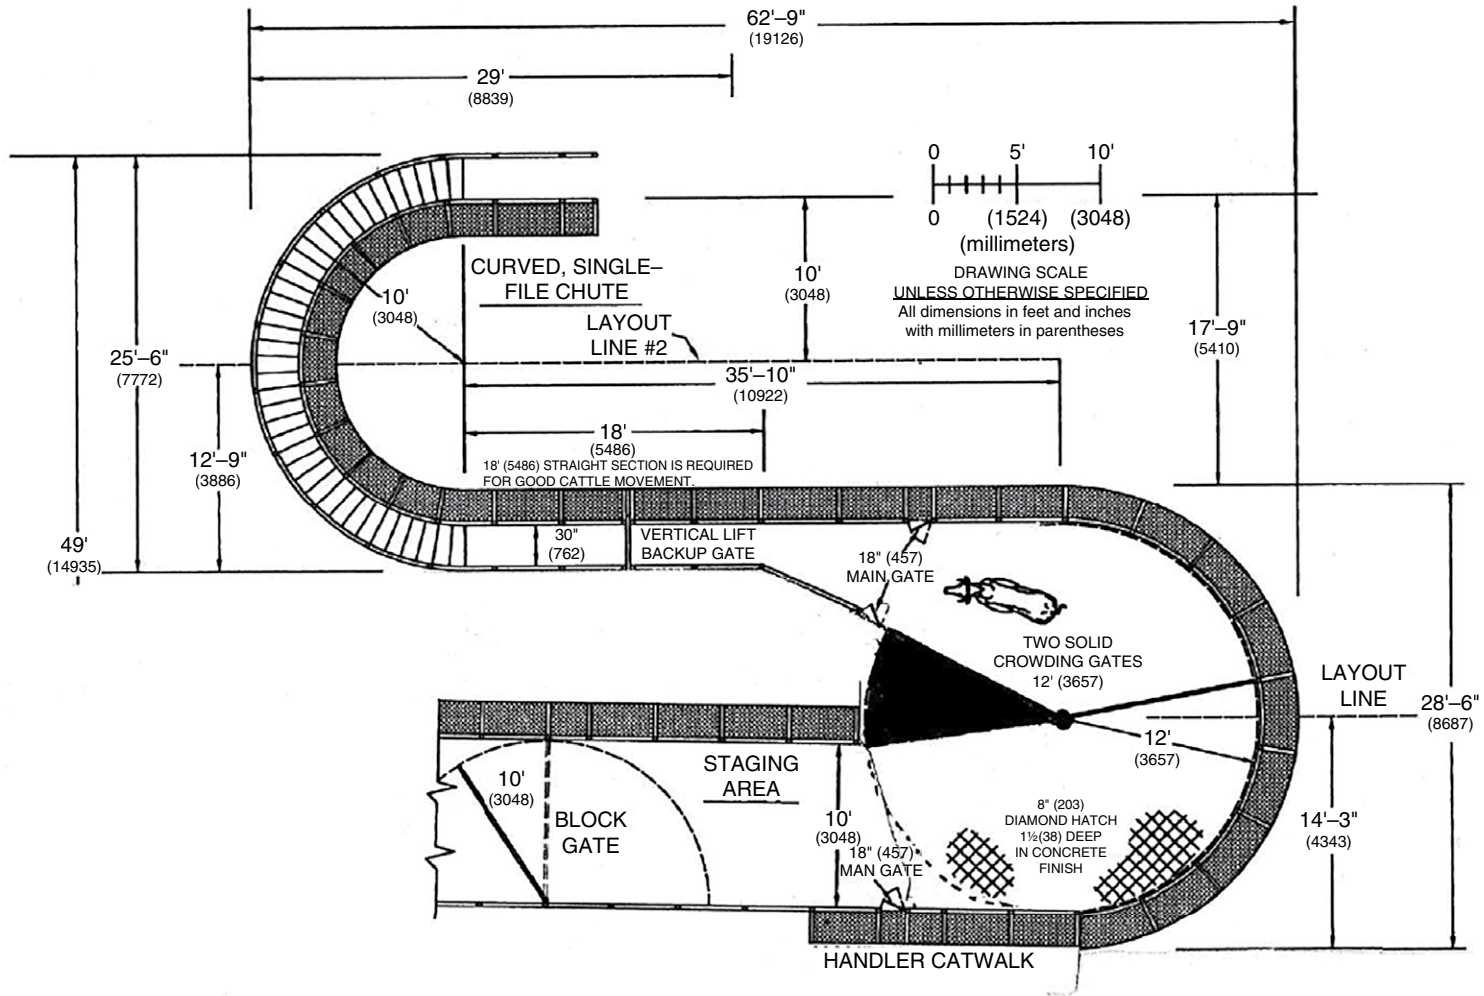 62'–9"
(19126)
29'
(8839)
0 5' 10'
0 (1524) (3048)
(millimeters)
DRAWING SCALE
UNLESS OTHERWISE SPECIFIED
All dimensions in feet and inches
with millimeters in parentheses
CURVED, SINGLE–
FILE CHUTE
10'
(3048)
10'
(3048)
LAYOUT
LINE #2
17'–9"
(5410)
25'–6"
(7772)
35'–10"
(10922)
12'–9"
(3886)
18'
(5486)
18' (5486) STRAIGHT SECTION IS REQUIRED
FOR GOOD CATTLE MOVEMENT.
49'
(14935)
30"
(762)
VERTICAL LIFT
BACKUP GATE
18" (457)
MAIN GATE
TWO SOLID
CROWDING GATES
12' (3657)
LAYOUT
LINE
28'–6"
(8687)
12'
(3657)
STAGING
AREA
10'
(3048)
BLOCK
GATE
10'
(3048)
18" (457)
MAN GATE
8" (203)
DIAMOND HATCH
1½(38) DEEP
IN CONCRETE
FINISH
14'–3"
(4343)
HANDLER CATWALK